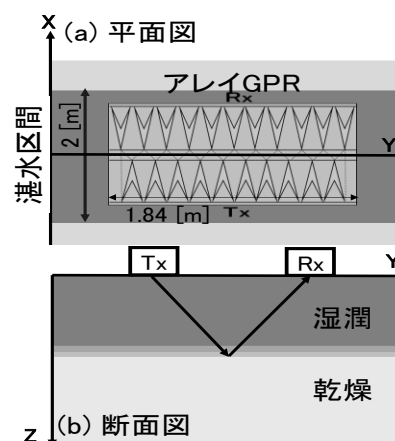 X
(a) 平面図
アレイGPR
Rx
湛水区間
2 [m]
Y
1.84 [m]
Tx
Tx
Rx
Y
湿潤
乾燥
Z
(b) 断面図